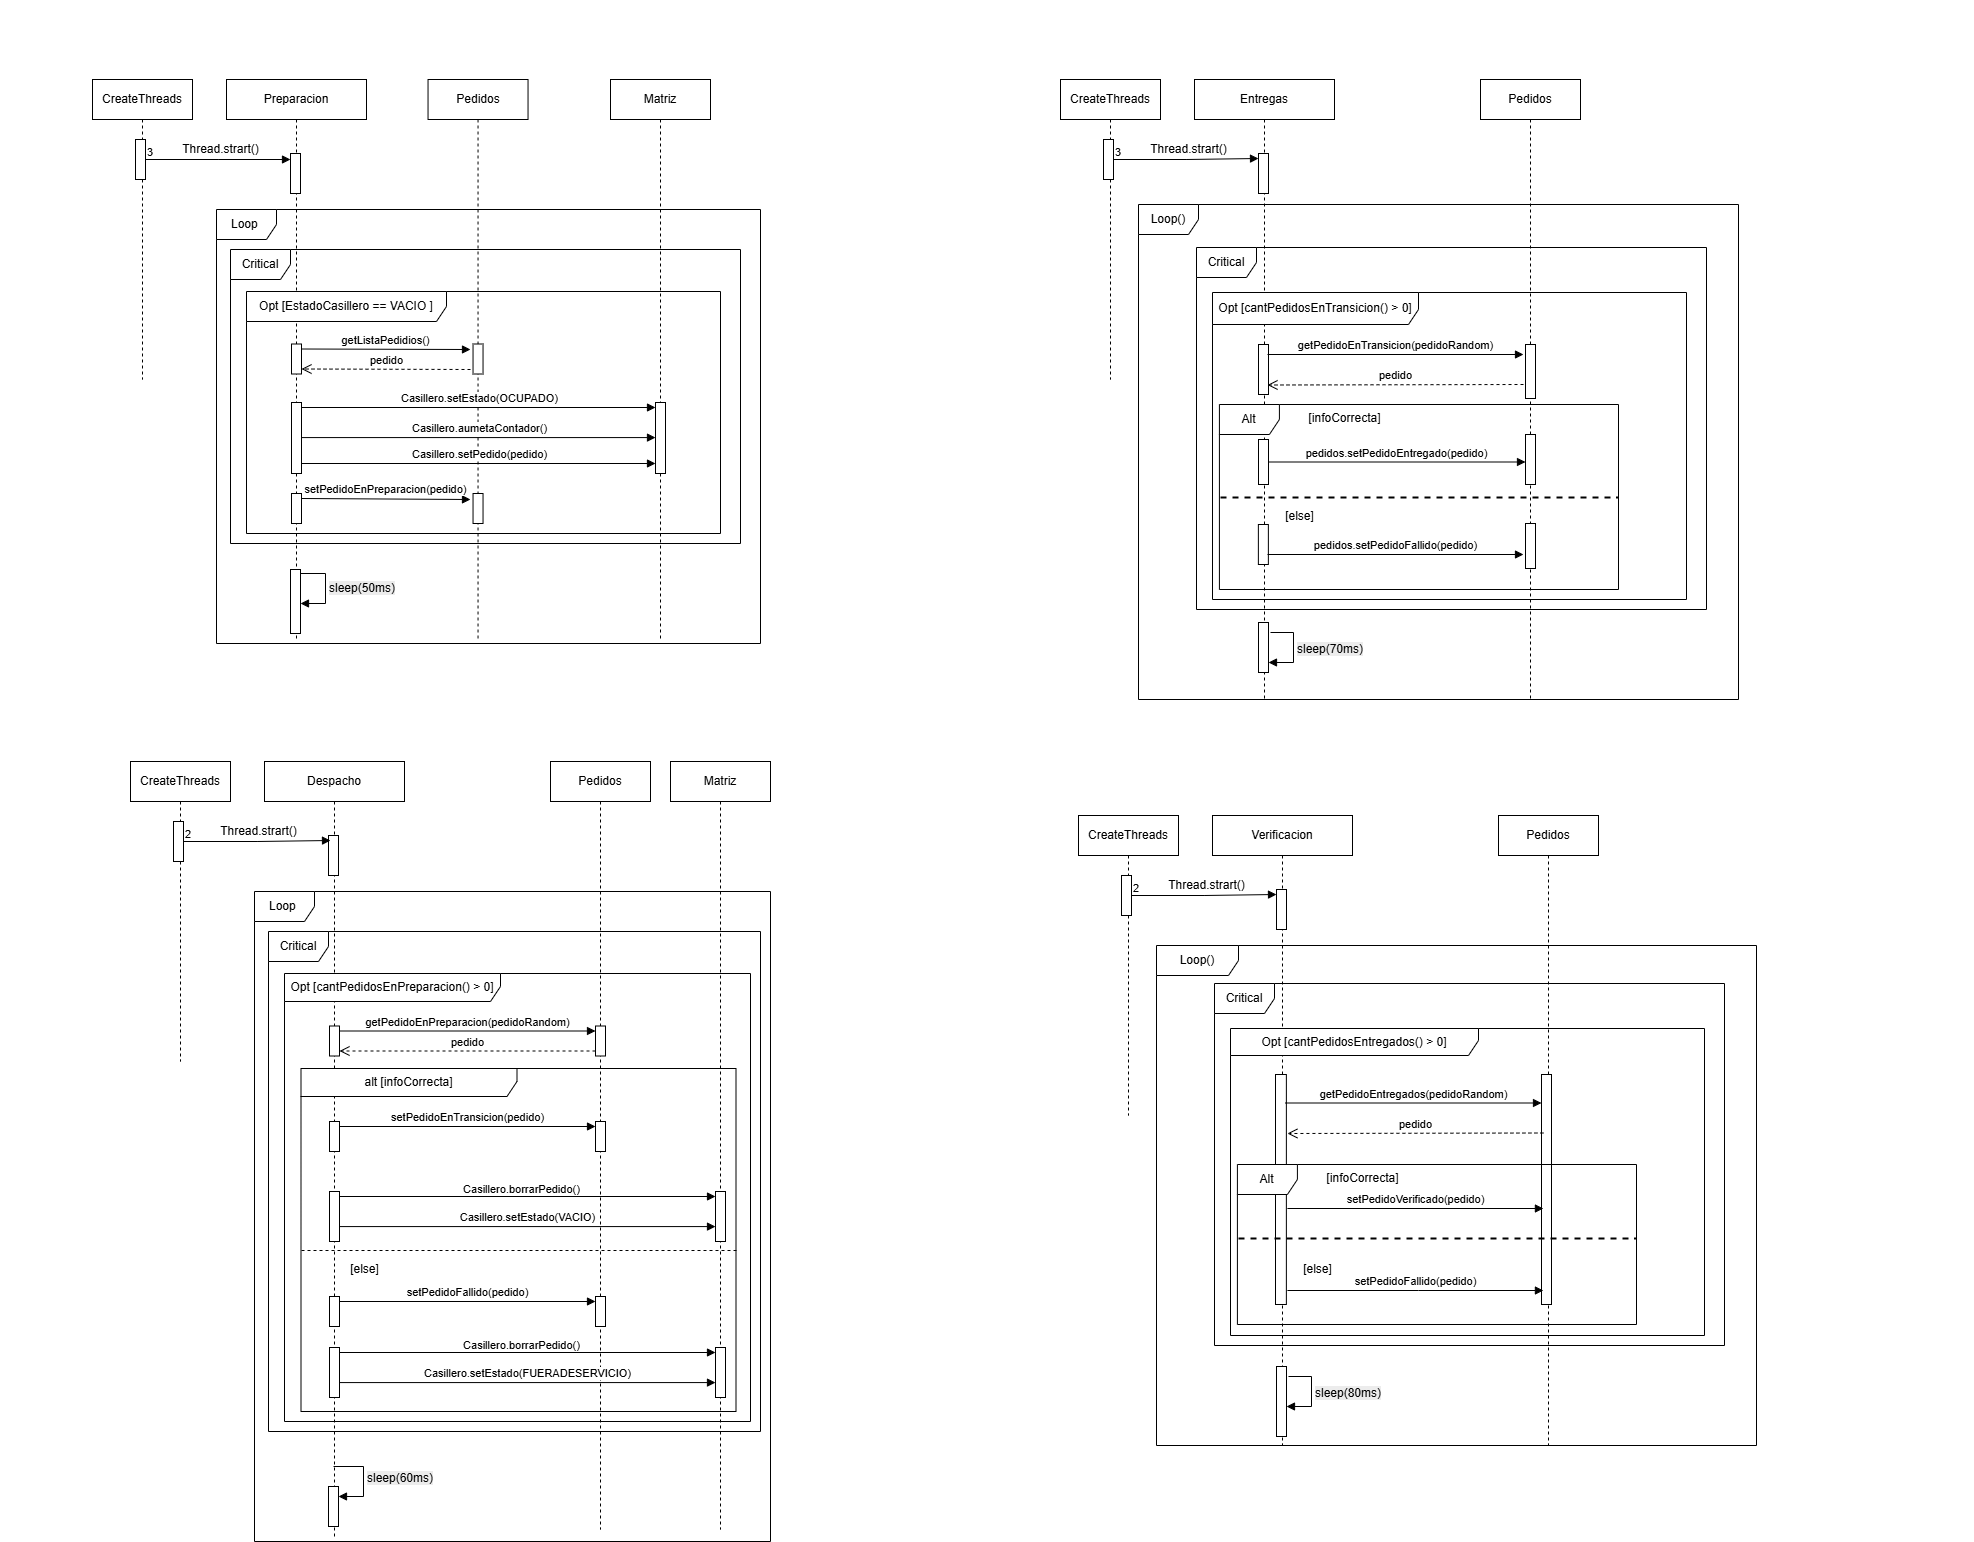 CreateThreads
Preparacion
Pedidos
Matriz
3
Thread.strart()
Loop
Critical
Opt [EstadoCasillero == VACIO ]
getListaPedidios()
pedido
Casillero.setEstado(OCUPADO)
Casillero.aumetaContador()
Casillero.setPedido(pedido)
setPedidoEnPreparacion(pedido)
sleep(50ms)
CreateThreads
Entregas
Pedidos
3
Thread.strart()
Loop()
Critical
Opt [cantPedidosEnTransicion() > 0]
getPedidoEnTransicion(pedidoRandom)
pedido
Alt
[infoCorrecta]
pedidos.setPedidoEntregado(pedido)
[else]
pedidos.setPedidoFallido(pedido)
sleep(70ms)
CreateThreads
Despacho
Pedidos
Matriz
2
Thread.strart()
Loop
Critical
Opt [cantPedidosEnPreparacion() > 0]
getPedidoEnPreparacion(pedidoRandom)
pedido
alt [infoCorrecta]
setPedidoEnTransicion(pedido)
Casillero.borrarPedido()
Casillero.setEstado(VACIO)
[else]
setPedidoFallido(pedido)
Casillero.borrarPedido()
Casillero.setEstado(FUERADESERVICIO)
sleep(60ms)
CreateThreads
Verificacion
Pedidos
2
Thread.strart()
Loop()
Critical
Opt [cantPedidosEntregados() > 0]
getPedidoEntregados(pedidoRandom)
pedido
Alt
[infoCorrecta]
setPedidoVerificado(pedido)
[else]
setPedidoFallido(pedido)
sleep(80ms)